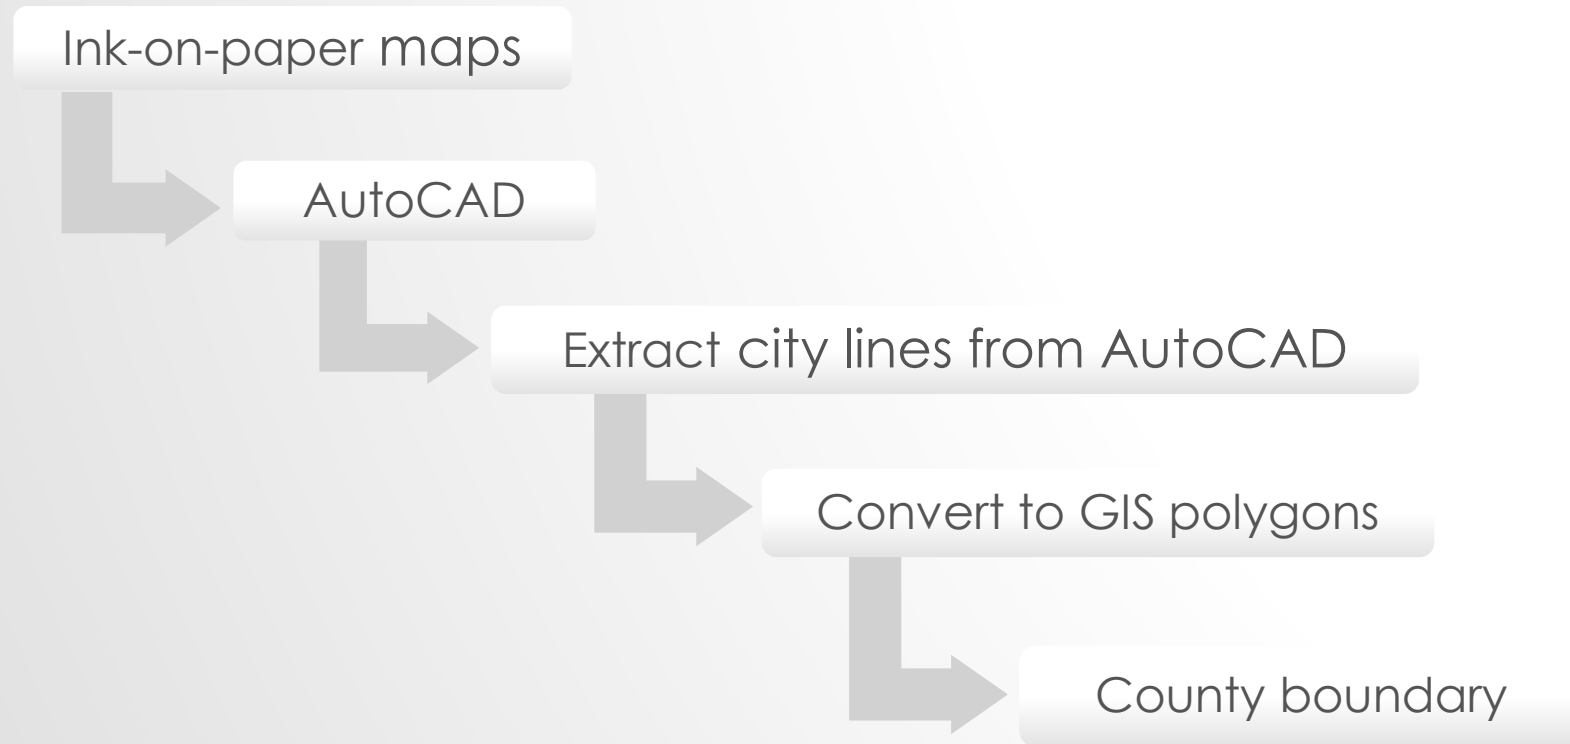 Ink-on-paper maps
AutoCAD
Extract city lines from AutoCAD
Convert to GIS polygons
County boundary